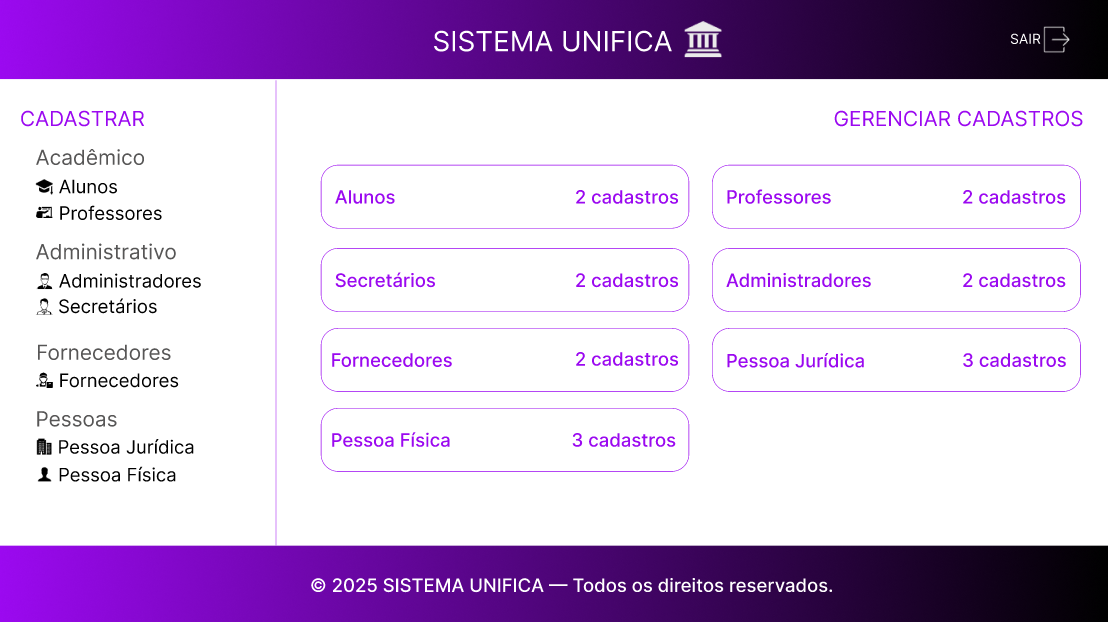 SISTEMA UNIFICA
SAIR
CADASTRAR
Acadêmico
Alunos
Professores
Administrativo
Administradores
Secretários
Fornecedores
Fornecedores
Pessoas
Pessoa Jurídica
Pessoa Física
GERENCIAR CADASTROS
Alunos 2 cadastros
Professores 2 cadastros
Secretários 2 cadastros
Administradores 2 cadastros
Fornecedores 2 cadastros
Pessoa Jurídica 3 cadastros
Pessoa Física 3 cadastros
© 2025 SISTEMA UNIFICA — Todos os direitos reservados.